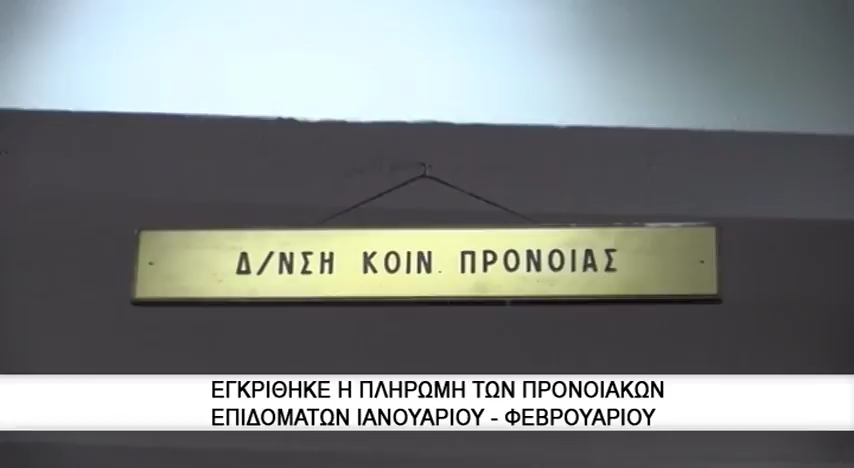 Δ/ΝΣΗ ΚΟΙΝ. ΠΡΟΝΟΙΑΣ
ΕΓΚΡΙΘΗΚΕ Η ΠΛΗΡΩΜΗ ΤΩΝ ΠΡΟΝΟΙΑΚΩΝ
ΕΠΙΔΟΜΑΤΩΝ ΙΑΝΟΥΑΡΙΟΥ - ΦΕΒΡΟΥΑΡΙΟΥ